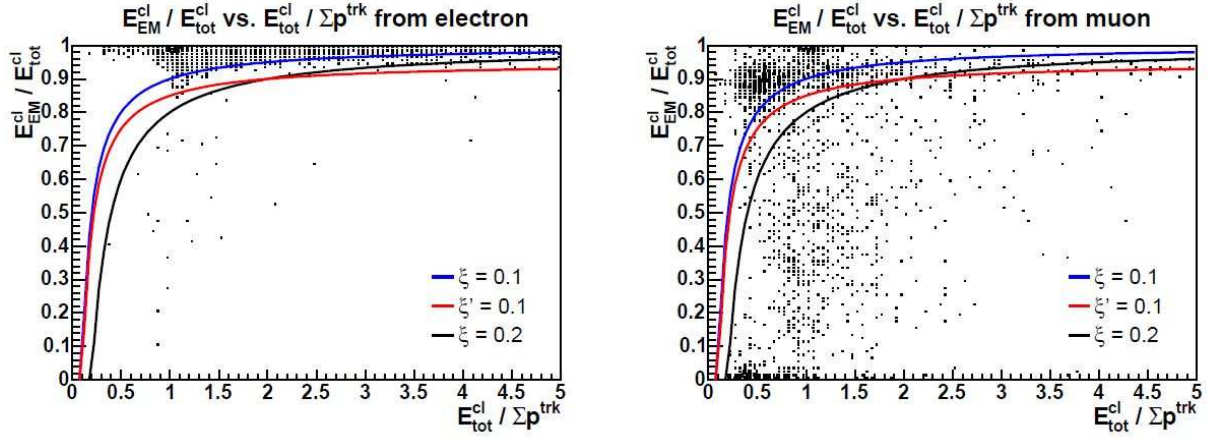 E^cl_EM / E^cl_tot vs. E^cl_tot / Σp^trk from electron
E^cl_EM / E^cl_tot
1
0.9
0.8
0.7
0.6
0.5
0.4
0.3
0.2
0.1
0
ξ = 0.1
ξ' = 0.1
ξ = 0.2
0 0.5 1 1.5 2 2.5 3 3.5 4 4.5 5
E^cl_tot / Σp^trk
E^cl_EM / E^cl_tot vs. E^cl_tot / Σp^trk from muon
E^cl_EM / E^cl_tot
1
0.9
0.8
0.7
0.6
0.5
0.4
0.3
0.2
0.1
0
ξ = 0.1
ξ' = 0.1
ξ = 0.2
0 0.5 1 1.5 2 2.5 3 3.5 4 4.5 5
E^cl_tot / Σp^trk